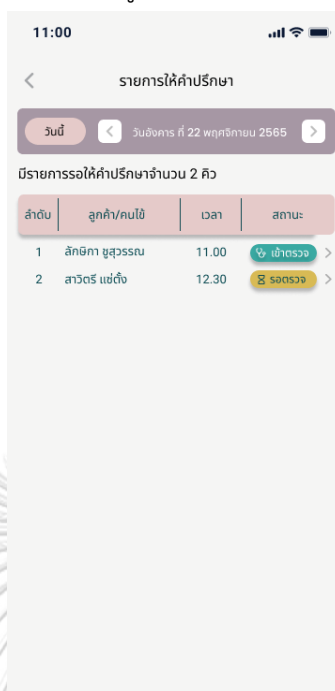 11:00
รายการให้คำปรึกษา
วันนี้ วันอังคาร ที่ 22 พฤศจิกายน 2565
มีรายการรอให้คำปรึกษาจำนวน 2 คิว
ลำดับ ลูกค้า/คนไข้ เวลา สถานะ
1 ลักษิกา ชูสุวรรณ 11.00 เข้าตรวจ
2 สาวิตรี แซ่ตั้ง 12.30 รอตรวจ